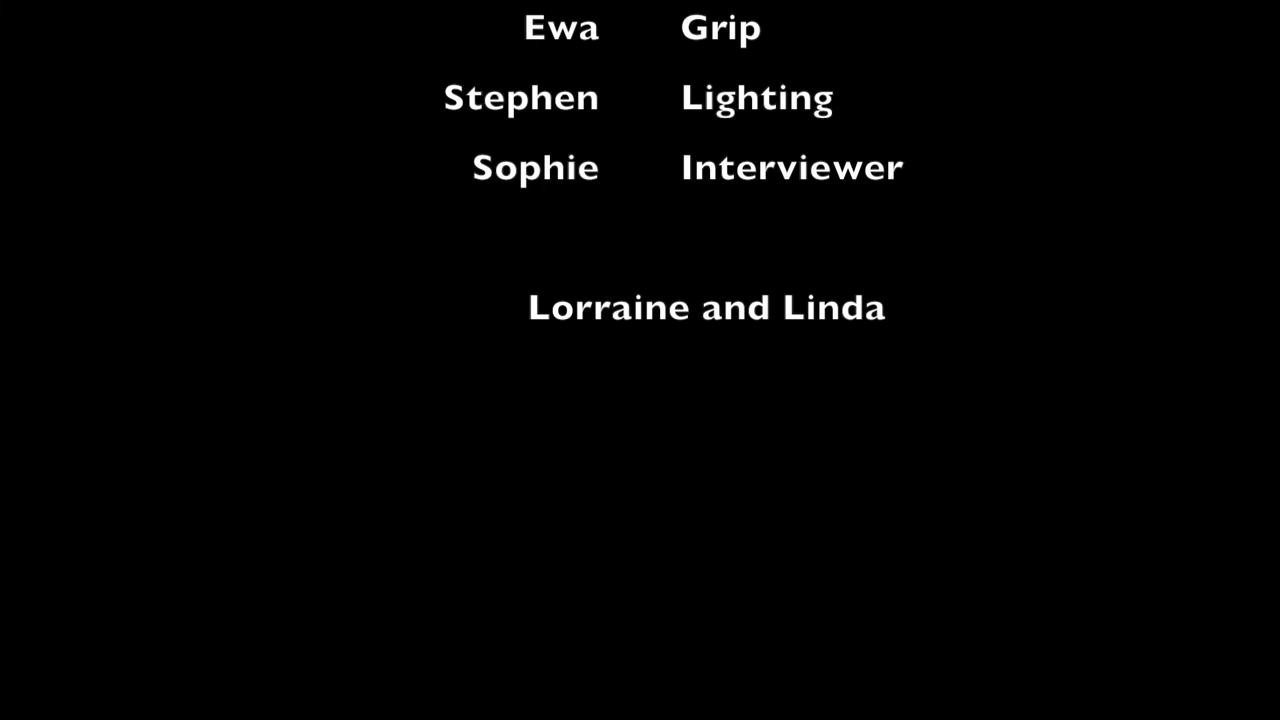 Ewa Grip
Stephen Lighting
Sophie Interviewer
Lorraine and Linda